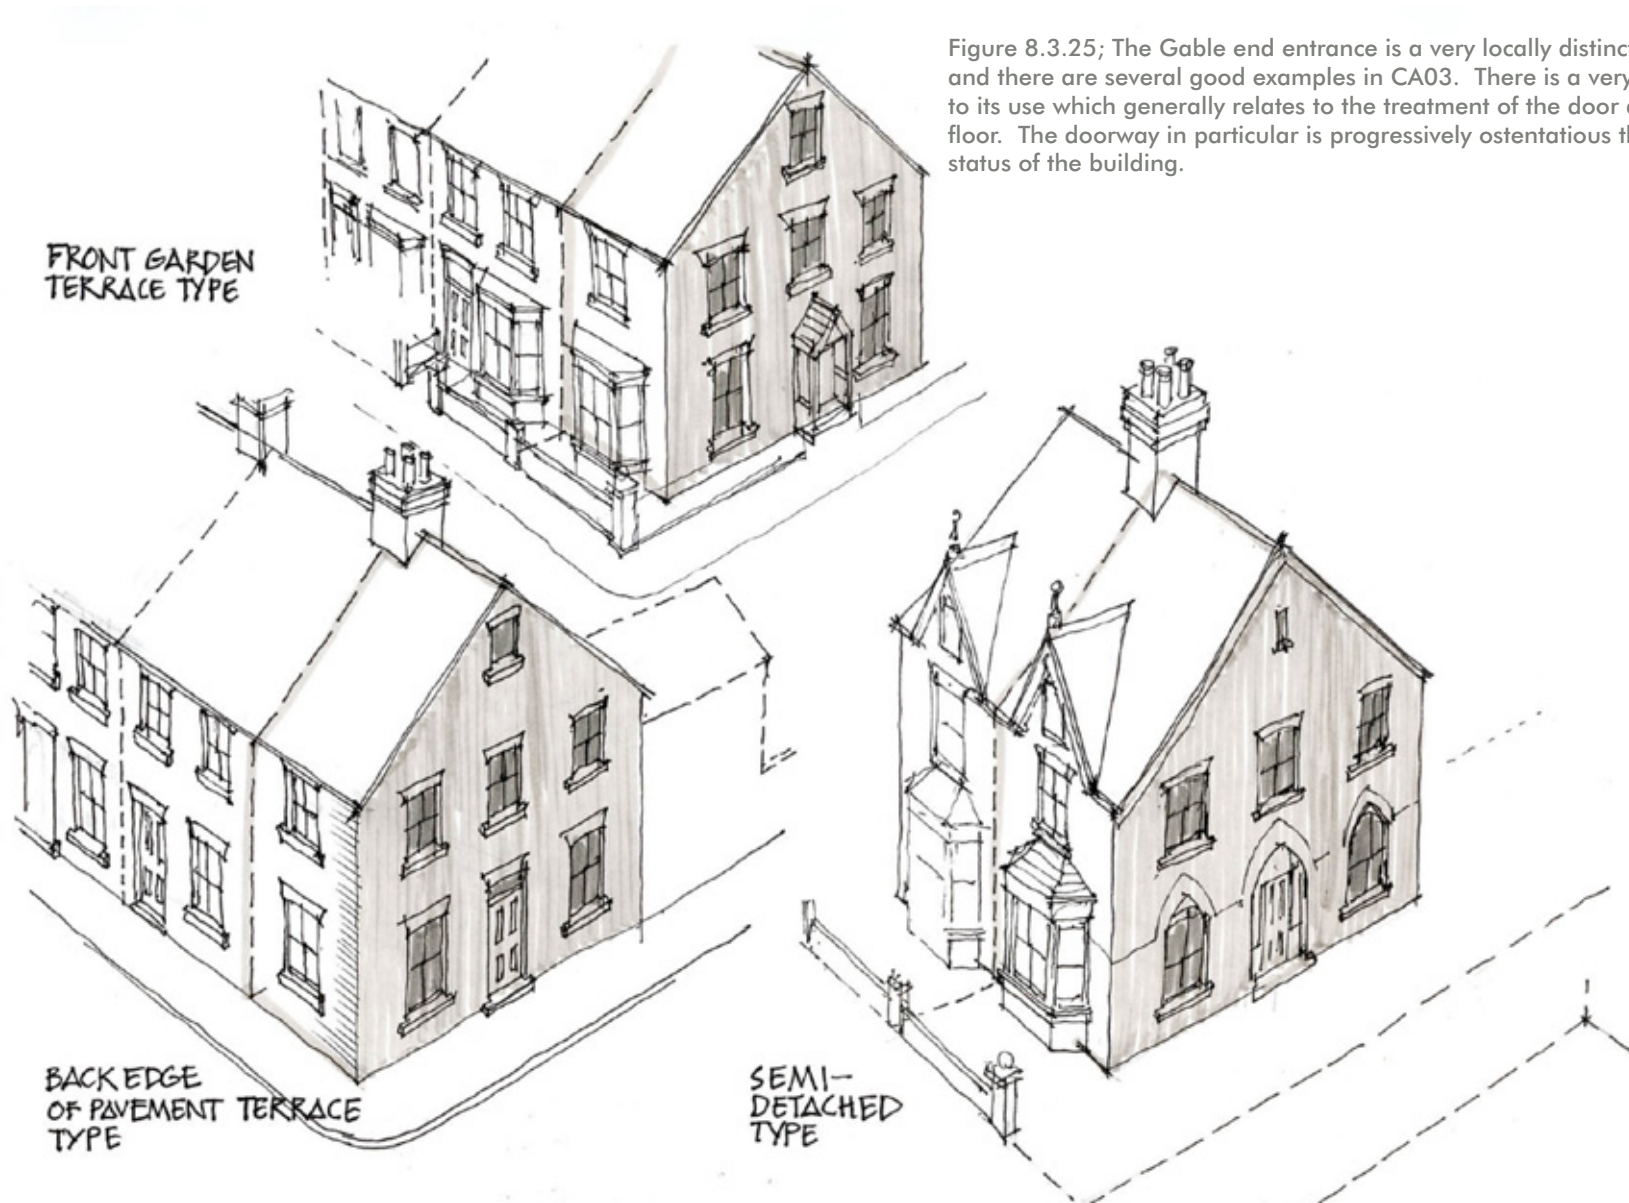 Figure 8.3.25; The Gable end entrance is a very locally distinc
and there are several good examples in CA03. There is a very
to its use which generally relates to the treatment of the door
floor. The doorway in particular is progressively ostentatious
status of the building.
FRONT GARDEN
TERRACE TYPE
BACK EDGE
OF PAVEMENT TERRACE
TYPE
SEMI-
DETACHED
TYPE